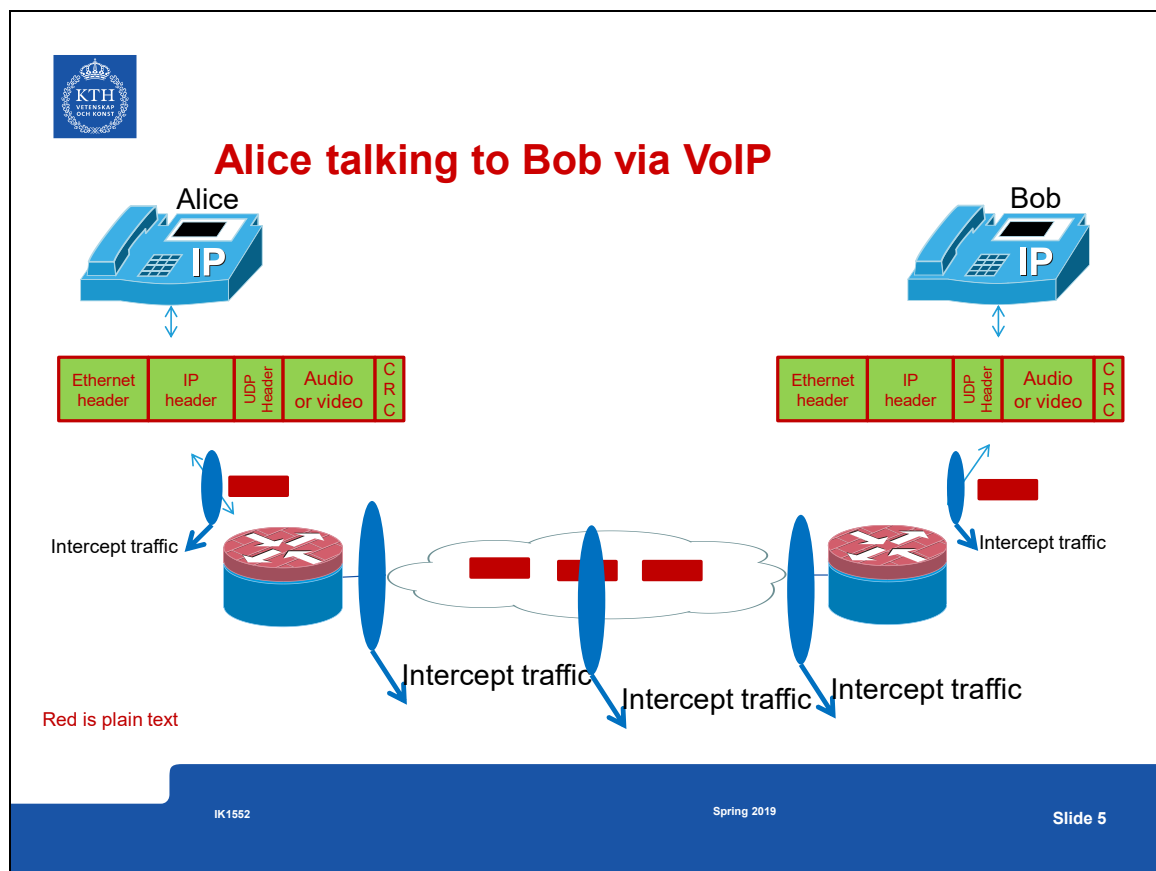 KTH
VETENSKAP
OCH KONST
Alice talking to Bob via VoIP
Alice
Bob
IP
IP
Ethernet
header
IP
header
UDP
Header
Audio
or video
C
R
C
Ethernet
header
IP
header
UDP
Header
Audio
or video
C
R
C
Intercept traffic
Intercept traffic
Intercept traffic
Intercept traffic
Intercept traffic
Red is plain text
IK1552
Spring 2019
Slide 5